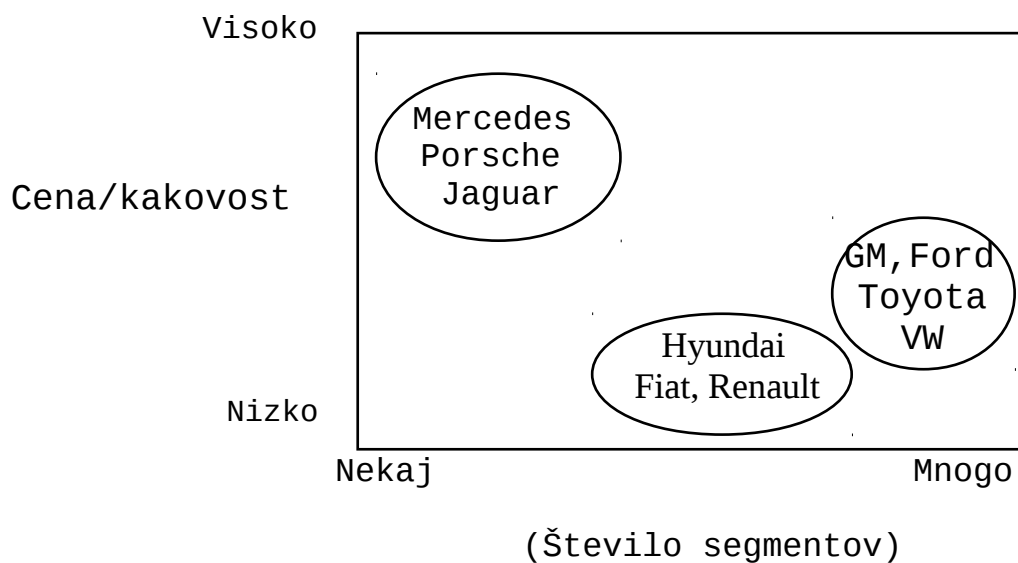 Visoko
Mercedes
Porsche
Jaguar
Cena/kakovost
GM,Ford
Toyota
VW
Hyundai
Fiat, Renault
Nizko
Nekaj
Mnogo
(Število segmentov)